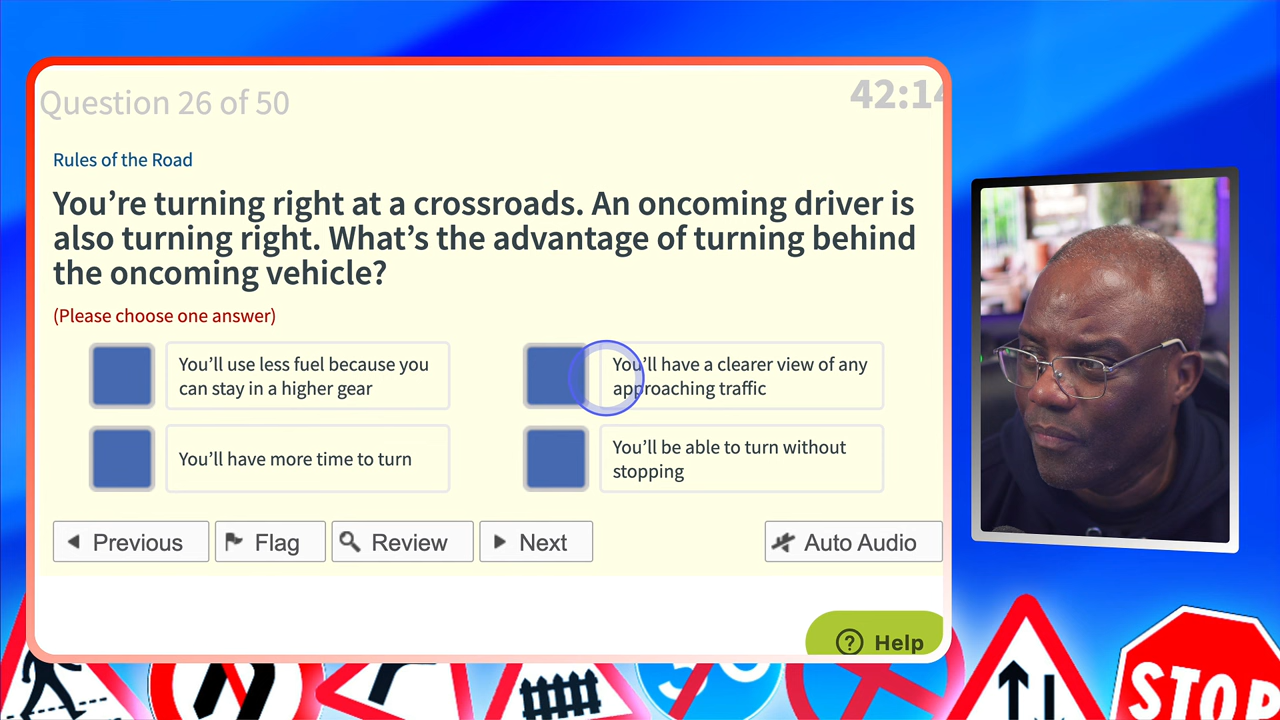 Question 26 of 50
42:14
Rules of the Road
You’re turning right at a crossroads. An oncoming driver is
also turning right. What’s the advantage of turning behind
the oncoming vehicle?
(Please choose one answer)
You’ll use less fuel because you
can stay in a higher gear
You’ll have a clearer view of any
approaching traffic
You’ll have more time to turn
You’ll be able to turn without
stopping
Previous
Flag
Review
Next
Auto Audio
Help
STOP